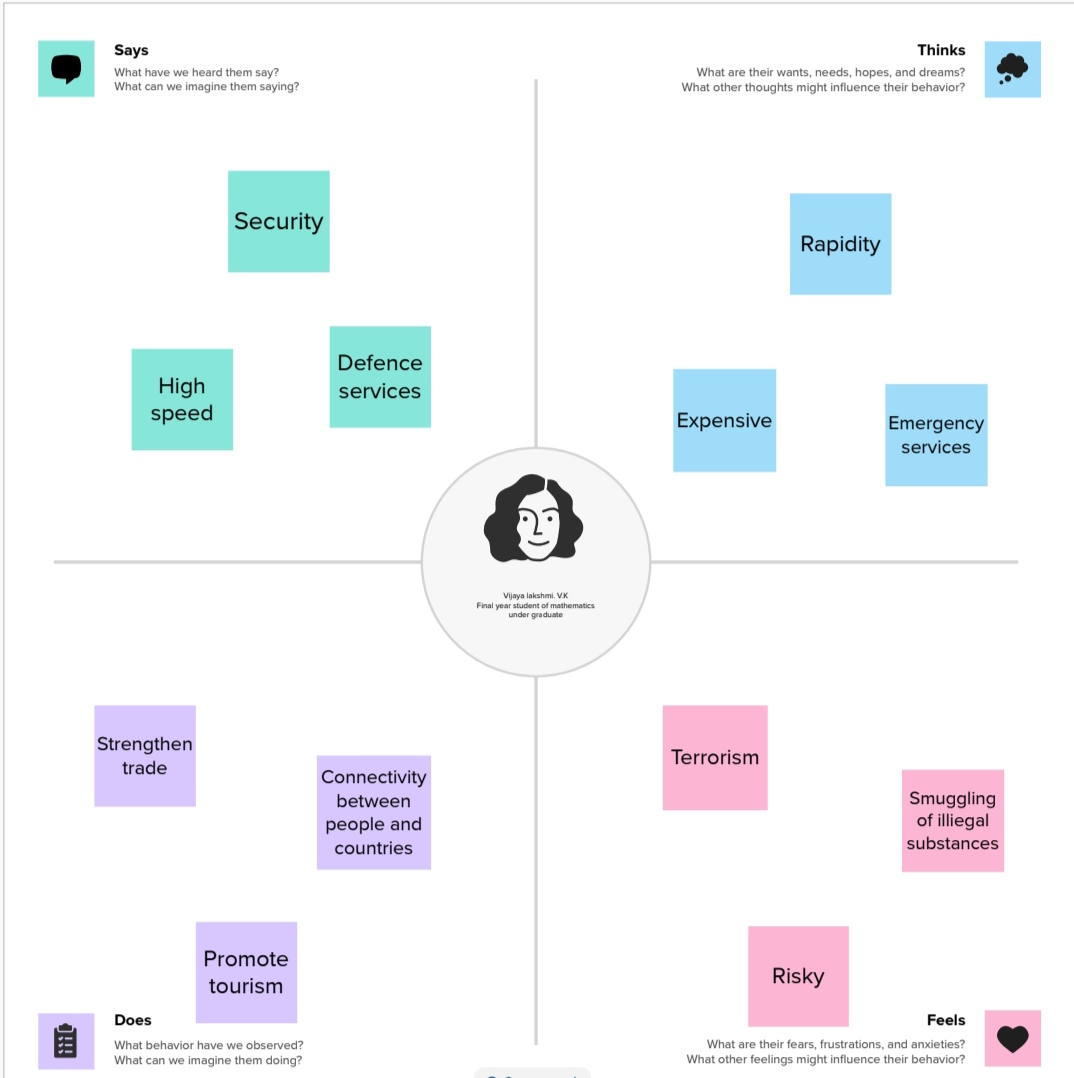 Says
What have we heard them say?
What can we imagine them saying?
Thinks
What are their wants, needs, hopes, and dreams?
What other thoughts might influence their behavior?
Security
High
speed
Defence
services
Rapidity
Expensive
Emergency
services
Vijaya lakshmi. V.K
Final year student of mathematics
under graduate
Strengthen
trade
Connectivity
between
people and
countries
Promote
tourism
Terrorism
Smuggling
of illiegal
substances
Risky
Does
What behavior have we observed?
What can we imagine them doing?
Feels
What are their fears, frustrations, and anxieties?
What other feelings might influence their behavior?